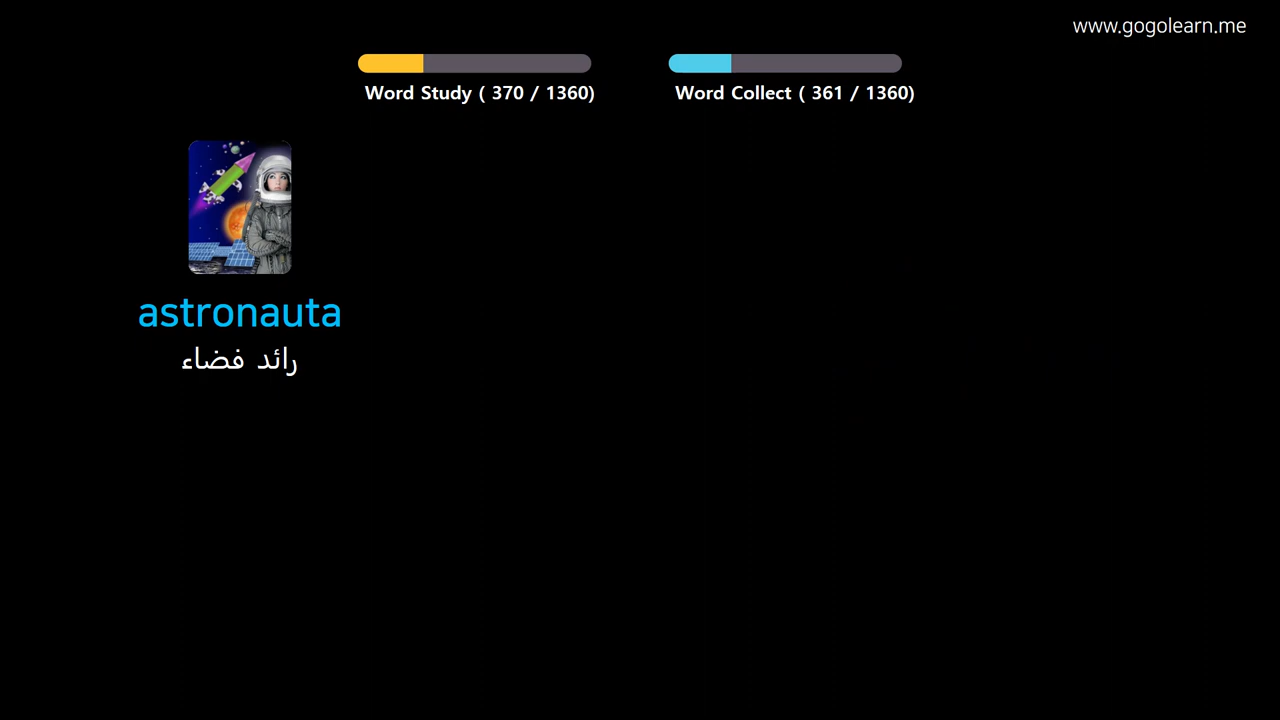 www.gogolearn.me
Word Study ( 370 / 1360)
Word Collect ( 361 / 1360)
astronauta
رائد فضاء